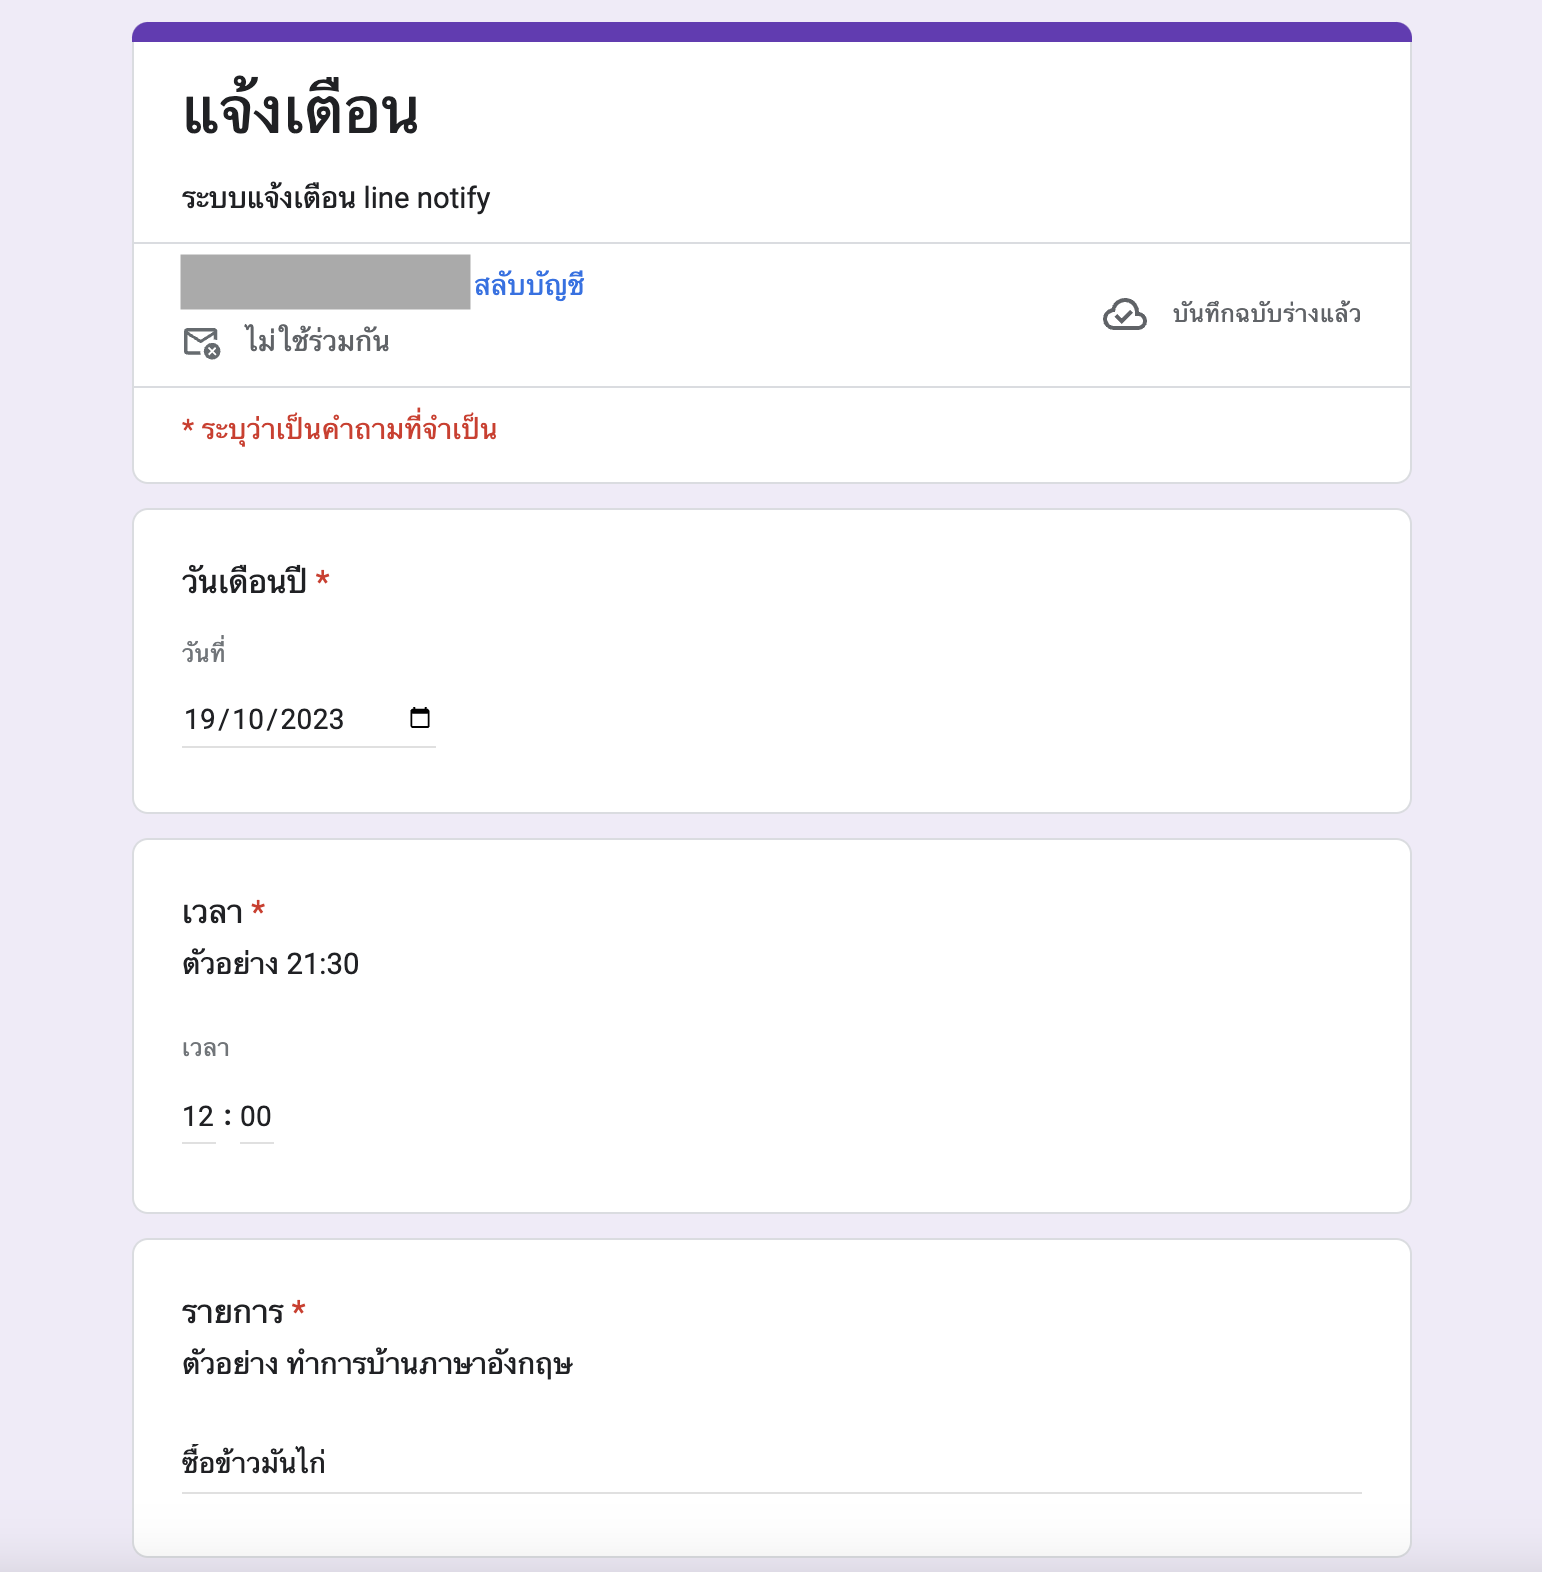 แจ้งเตือน
ระบบแจ้งเตือน line notify
สลับบัญชี
ไม่ใช้ร่วมกัน
บันทึกฉบับร่างแล้ว
* ระบุว่าเป็นคำถามที่จำเป็น
วันเดือนปี *
วันที่
19/10/2023
เวลา *
ตัวอย่าง 21:30
เวลา
12 : 00
รายการ *
ตัวอย่าง ทำการบ้านภาษาอังกฤษ
ซื้อข้าวมันไก่